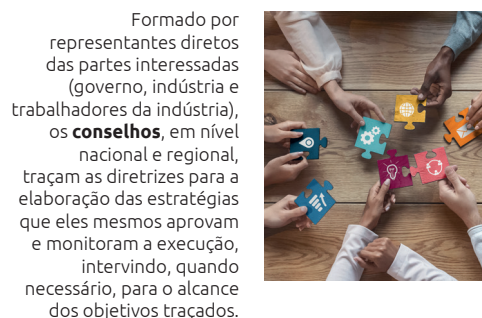 Formado por
representantes diretos
das partes interessadas
(governo, indústria e
trabalhadores da indústria),
os conselhos, em nível
nacional e regional,
traçam as diretrizes para a
elaboração das estratégias
que eles mesmos aprovam
e monitoram a execução,
intervindo, quando
necessário, para o alcance
dos objetivos traçados.